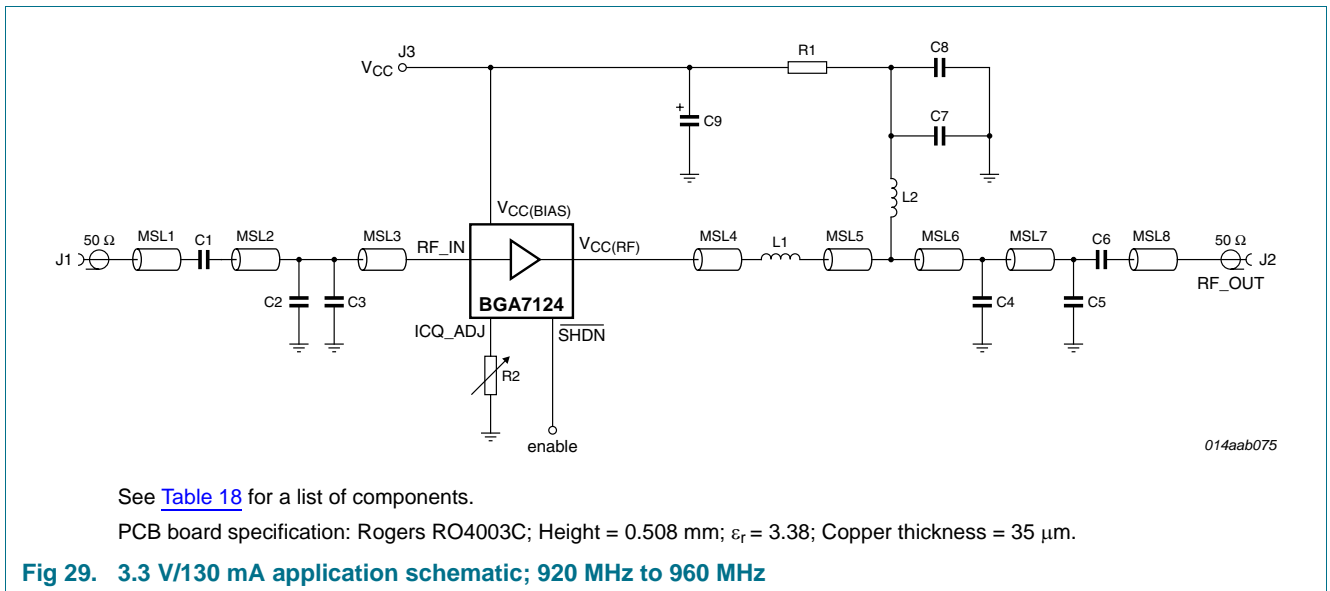 J3
VCC
R1
C8
C9
+
C7
L2
VCC(BIAS)
50 Ω
MSL1
C1
MSL2
MSL3
RF_IN
VCC(RF)
MSL4
L1
MSL5
MSL6
MSL7
C6
MSL8
50 Ω
J1
J2
RF_OUT
BGA7124
C2
C3
C4
C5
ICQ_ADJ
SHDN
R2
enable
014aab075
See Table 18 for a list of components.
PCB board specification: Rogers RO4003C; Height = 0.508 mm; εr = 3.38; Copper thickness = 35 μm.
Fig 29. 3.3 V/130 mA application schematic; 920 MHz to 960 MHz